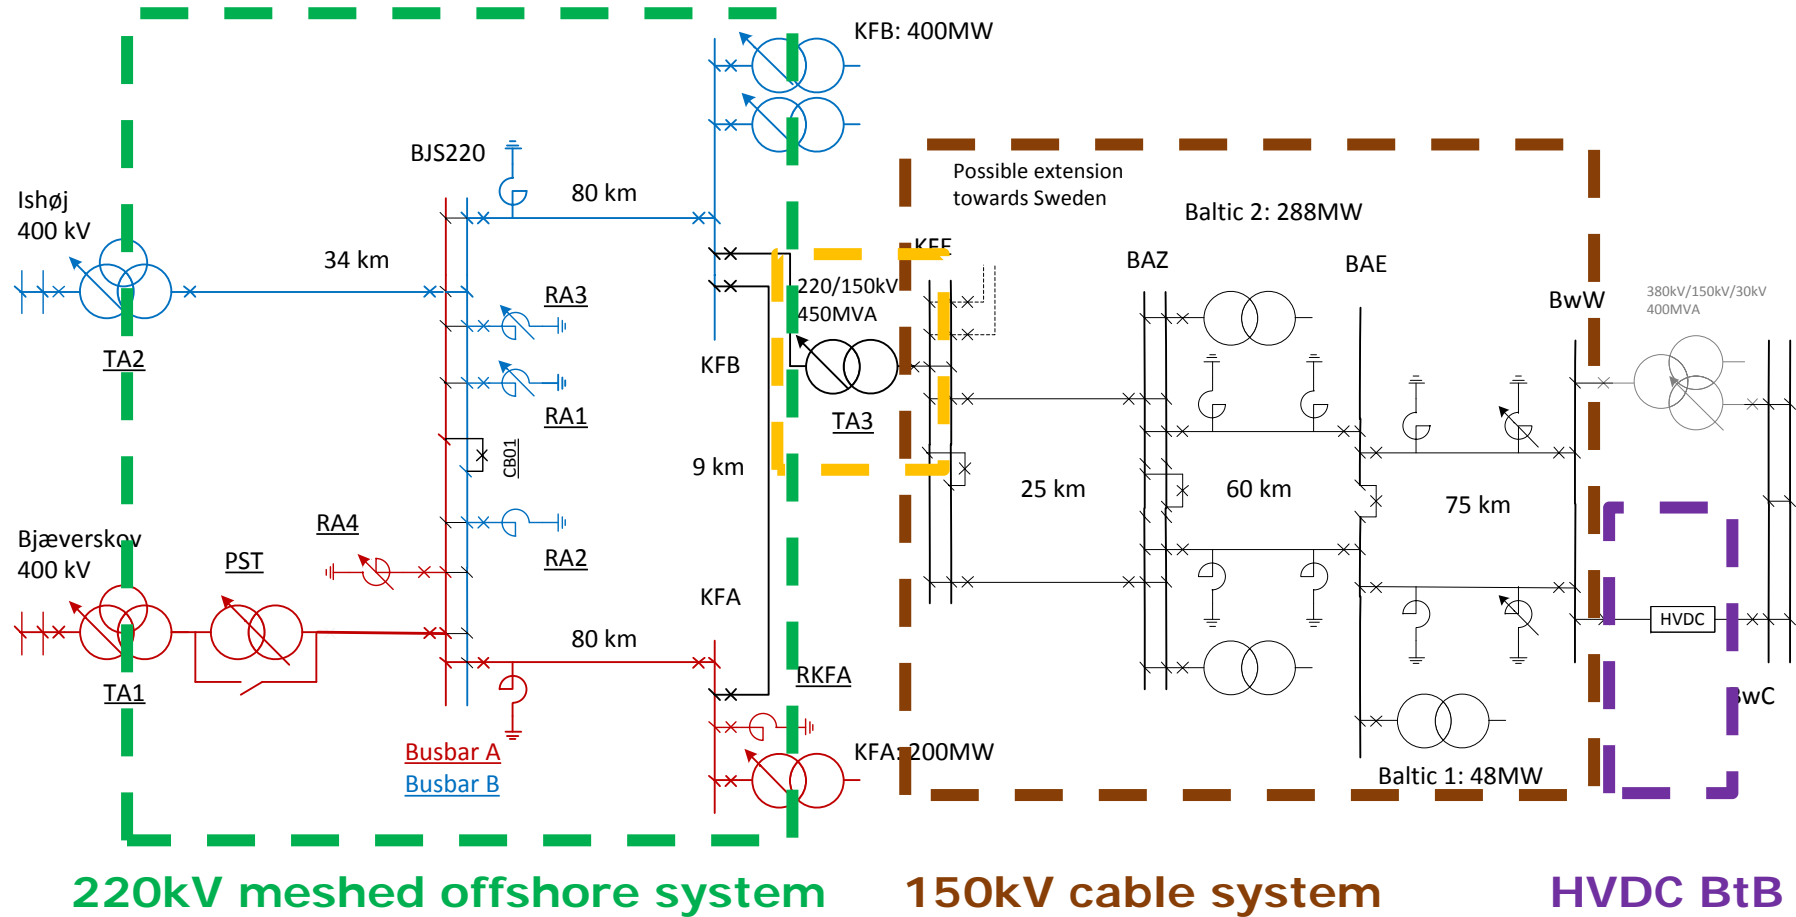 KFB: 400MW
BJS220
Possible extension
towards Sweden
80 km
Ishøj
400 kV
Baltic 2: 288MW
34 km
KFE
BAZ
BAE
RA3
220/150kV
450MVA
BwW
380kV/150kV/30kV
400MVA
TA2
KFB
RA1
TA3
CB01
9 km
25 km
60 km
75 km
RA4
Bjæverskov
400 kV
PST
RA2
KFA
HVDC
80 km
TA1
RKFA
BwC
Busbar A
KFA: 200MW
Busbar B
Baltic 1: 48MW
220kV meshed offshore system
150kV cable system
HVDC BtB